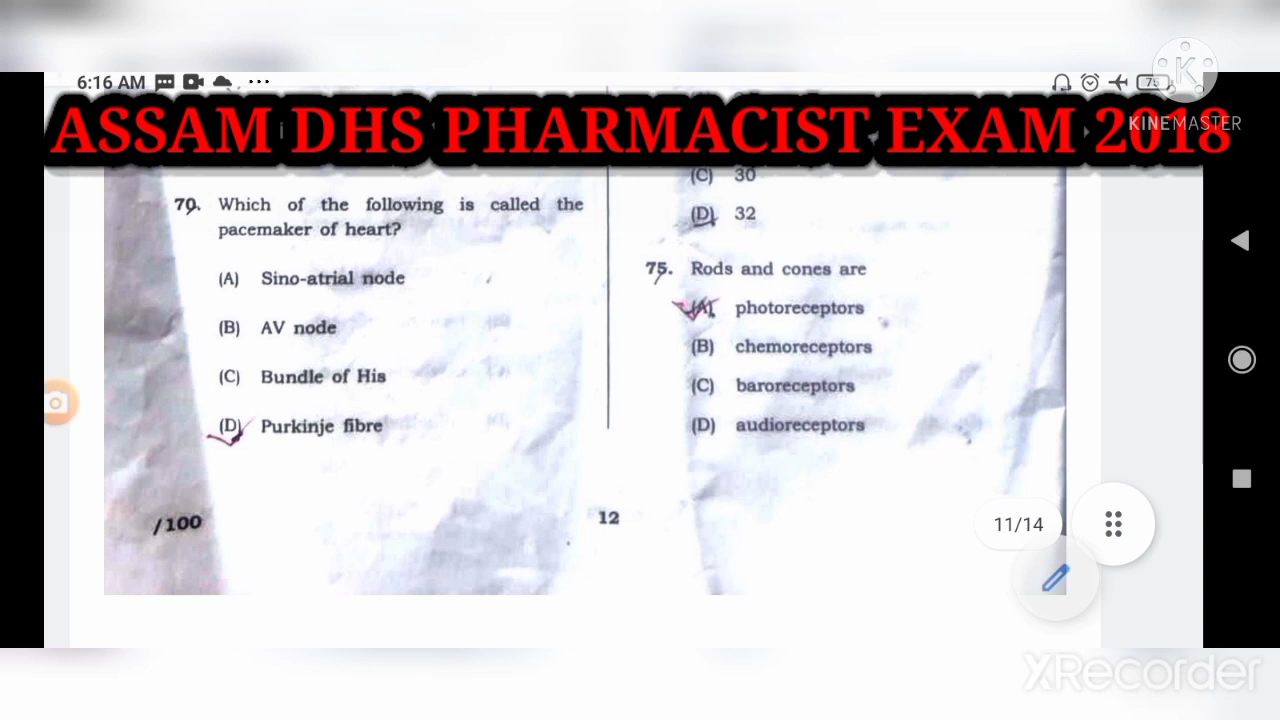 6:16 AM
75
K
KINEMASTER
ASSAM DHS PHARMACIST EXAM 2018
70. Which of the following is called the
pacemaker of heart?
(A) Sino-atrial node
(B) AV node
(C) Bundle of His
(D) Purkinje fibre
/100
12
(C) 30
(D) 32
75. Rods and cones are
(A) photoreceptors
(B) chemoreceptors
(C) baroreceptors
(D) audioreceptors
11/14
XRecorder